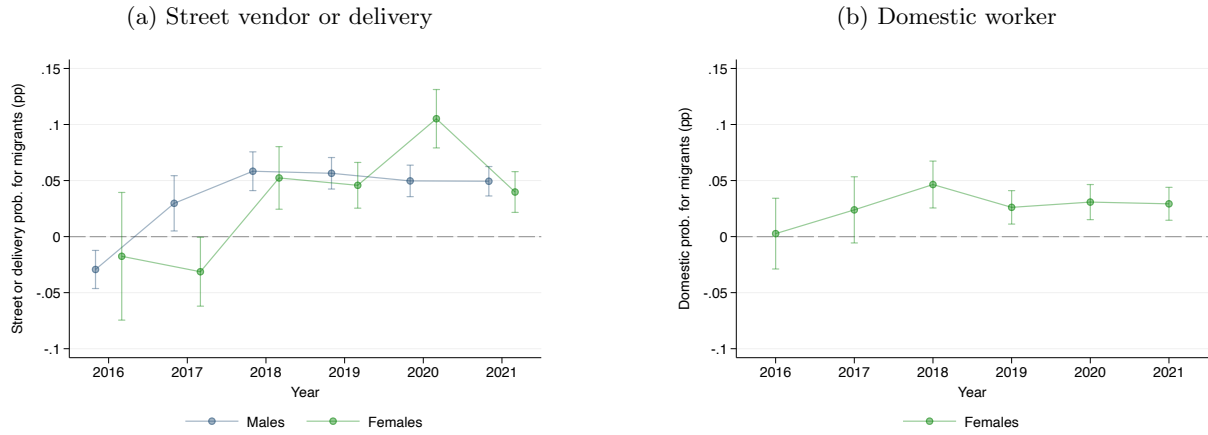 (a) Street vendor or delivery
Street or delivery prob. for migrants (pp)
.15
.1
.05
0
-.05
-.1
2016 2017 2018 2019 2020 2021
Year
Males Females
(b) Domestic worker
Domestic prob. for migrants (pp)
.15
.1
.05
0
-.05
-.1
2016 2017 2018 2019 2020 2021
Year
Females